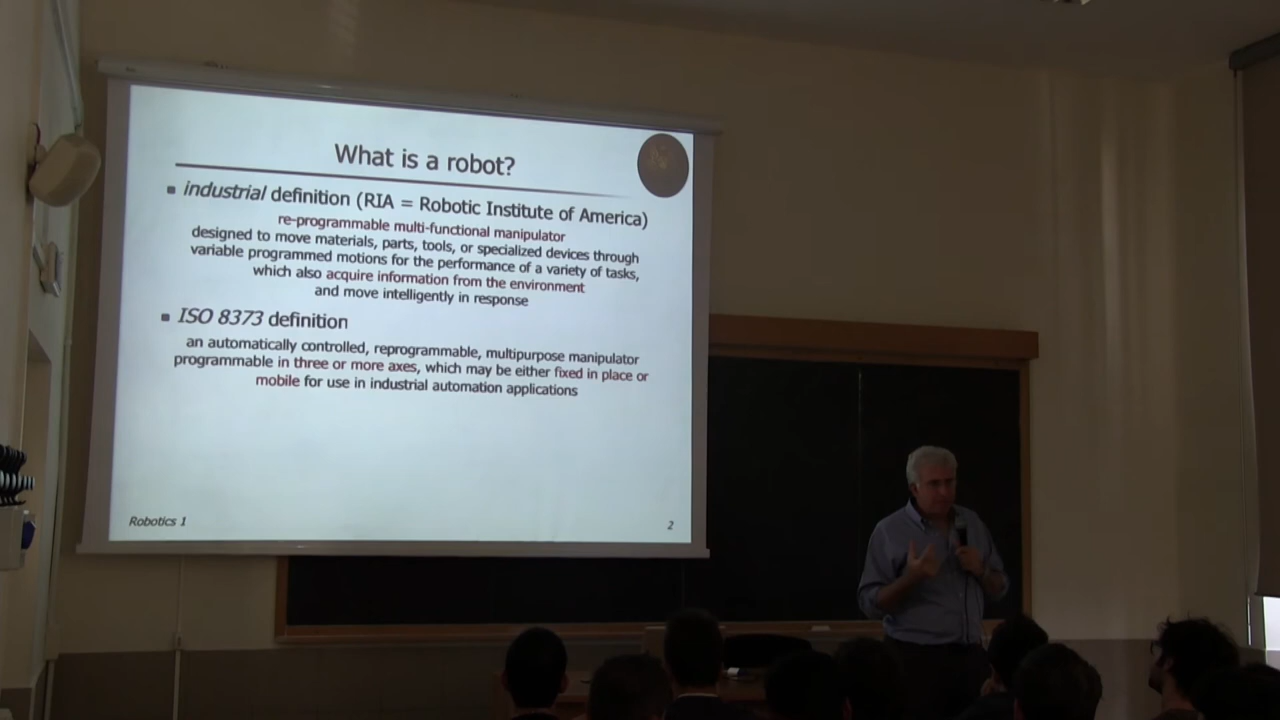 What is a robot?
industrial definition (RIA = Robotic Institute of America)
re-programmable multi-functional manipulator
designed to move materials, parts, tools, or specialized devices through
variable programmed motions for the performance of a variety of tasks,
which also acquire information from the environment
and move intelligently in response
ISO 8373 definition
an automatically controlled, reprogrammable, multipurpose manipulator
programmable in three or more axes, which may be either fixed in place or
mobile for use in industrial automation applications
Robotics 1
2